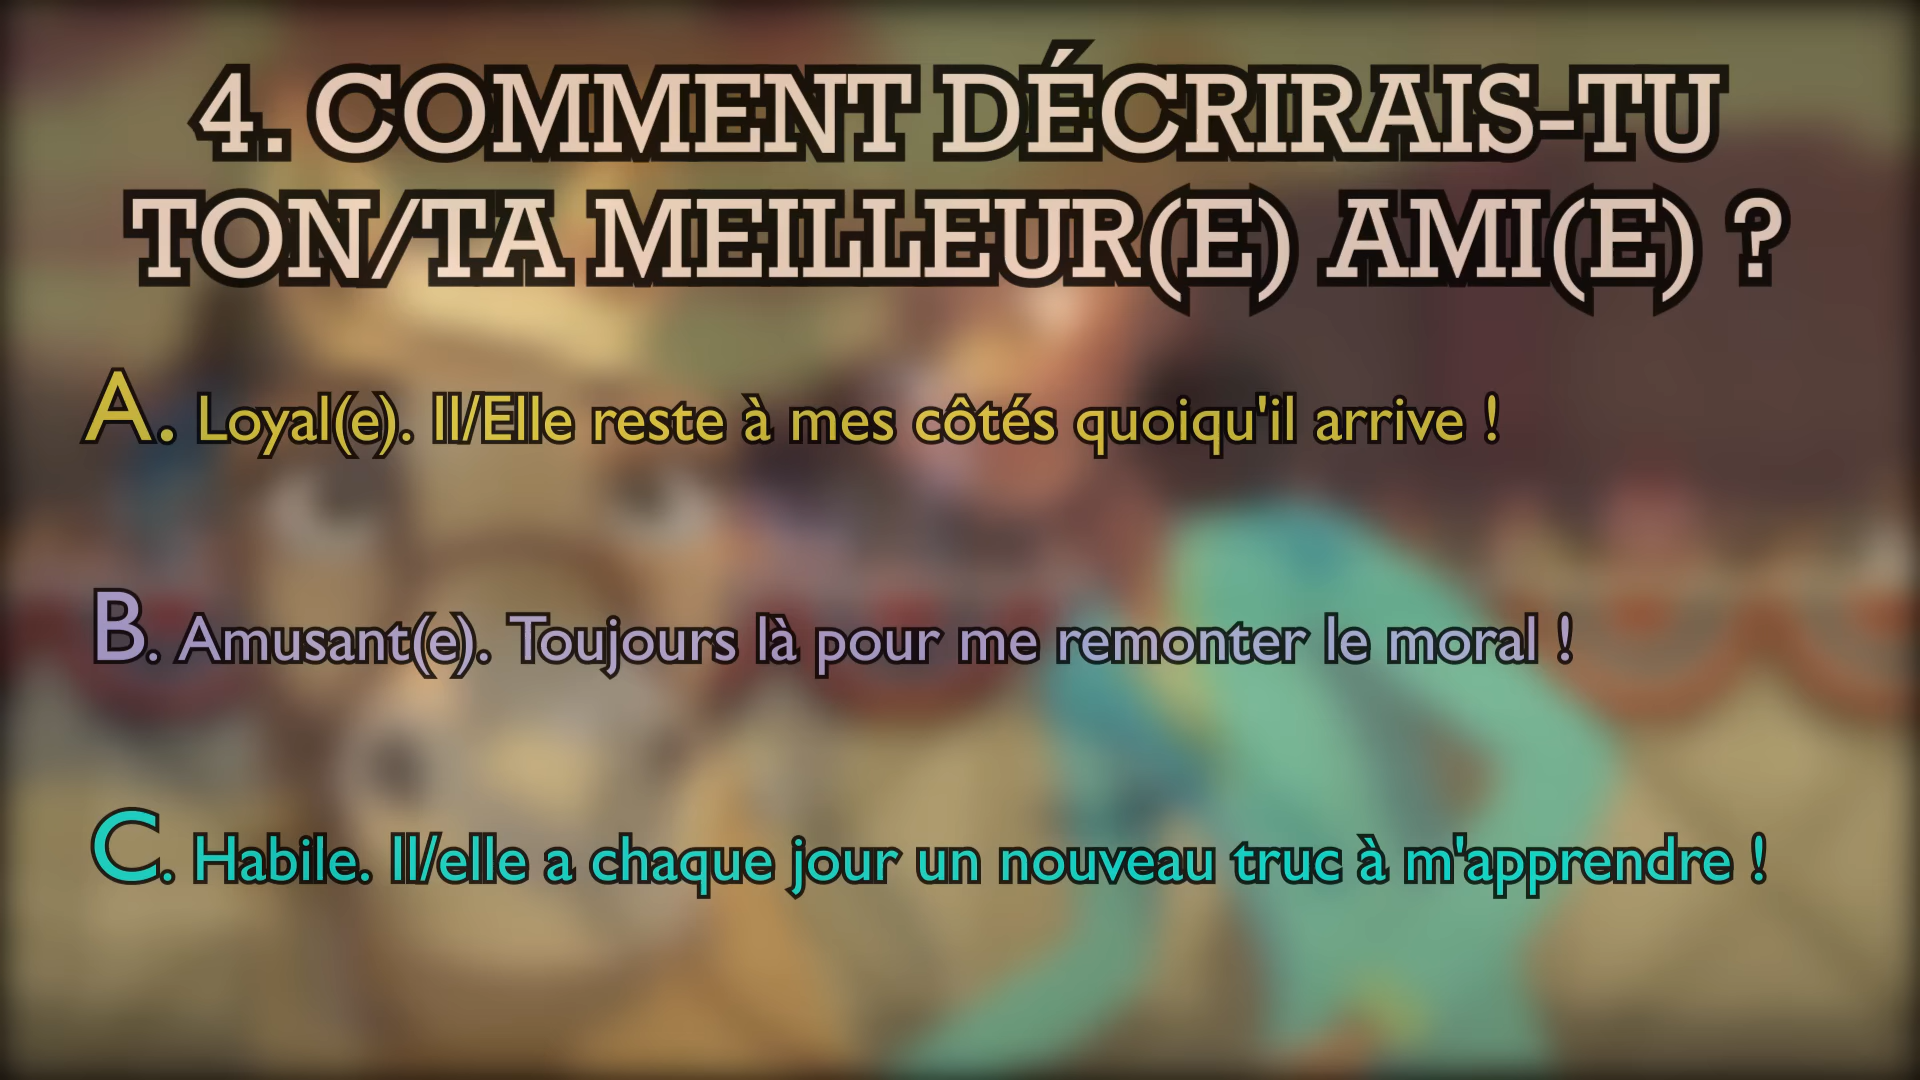 4. COMMENT DÉCRIRAIS-TU
TON/TA MEILLEUR(E) AMI(E) ?
A. Loyal(e). Il/Elle reste à mes côtés quoiqu'il arrive !
B. Amusant(e). Toujours là pour me remonter le moral !
C. Habile. Il/elle a chaque jour un nouveau truc à m'apprendre !